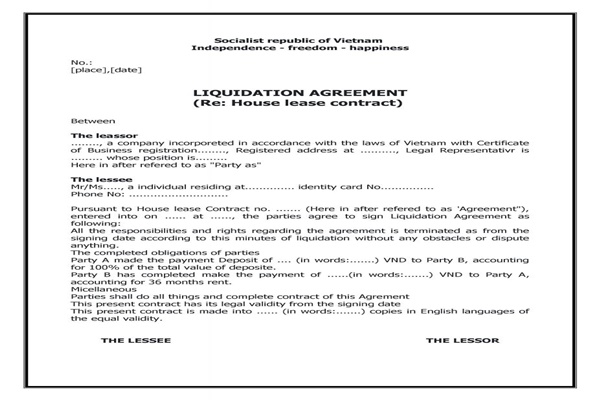 Socialist republic of Vietnam
Independence - freedom - happiness
No.:
[place],[date]
LIQUIDATION AGREEMENT
(Re: House lease contract)
Between
The leassor
........, a company incorporeted in accordance with the laws of Vietnam with Certificate
of Business registration........, Registered address at .........., Legal Representativr is
......... whose position is.........
Here in after refered to as "Party as"
The lessee
Mr/Ms....., a individual residing at............. identity card No..............
Phone No: ..........................
Pursuant to House lease Contract no. ....... (Here in after refered to as 'Agreement"),
entered into on ...... at ......, the parties agree to sign Liquidation Agreement as
following:
All the responsibilities and rights regarding the agreement is terminated as from the
signing date according to this minutes of liquidation without any obstacles or dispute
anything.
The completed obligations of parties
Party A made the payment Deposit of .... (in words:.......) VND to Party B, accounting
for 100% of the total value of deposite.
Party B has completed make the payment of ......(in words:.......) VND to Party A,
accounting for 36 months rent.
Micellaneous
Parties shall do all things and complete contract of this Agrement
This present contract has its legal validity from the signing date
This present contract is made into ...... (in words:.......) copies in English languages of
the equal validity.
THE LESSEE THE LESSOR